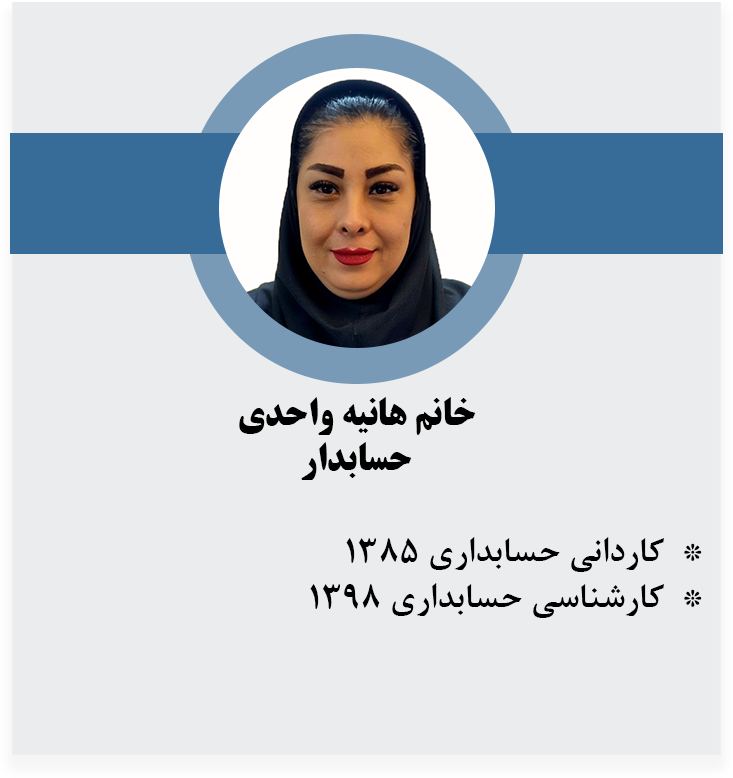 خانم هانیه واحدی
حسابدار
❊ کاردانی حسابداری ۱۳۸۵
❊ کارشناسی حسابداری ۱۳۹۸